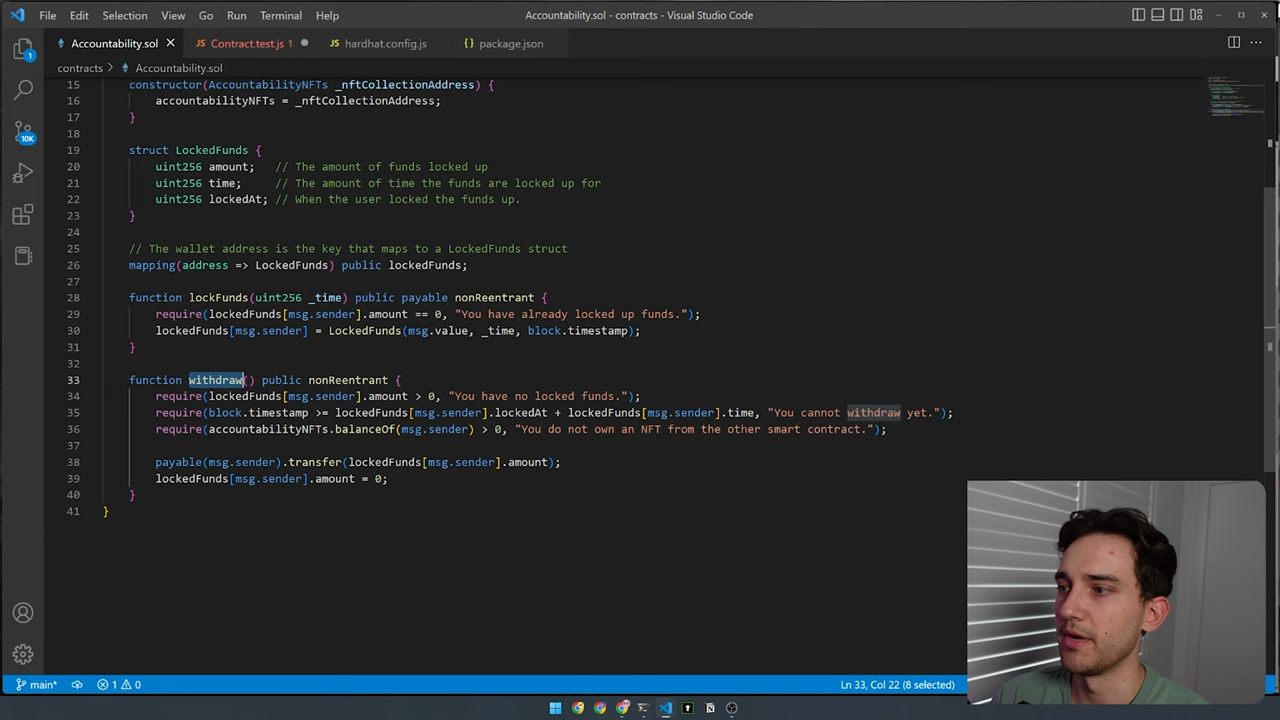 File Edit Selection View Go Run Terminal Help
Accountability.sol - contracts - Visual Studio Code
Accountability.sol
Contract.test.js 1
hardhat.config.js
package.json
contracts > Accountability.sol
15 constructor(AccountabilityNFTs _nftCollectionAddress) {
16 accountabilityNFTs = _nftCollectionAddress;
17 }
18
19 struct LockedFunds {
20 uint256 amount; // The amount of funds locked up
21 uint256 time; // The amount of time the funds are locked up for
22 uint256 lockedAt; // When the user locked the funds up.
23 }
24
25 // The wallet address is the key that maps to a LockedFunds struct
26 mapping(address => LockedFunds) public lockedFunds;
27
28 function lockFunds(uint256 _time) public payable nonReentrant {
29 require(lockedFunds[msg.sender].amount == 0, "You have already locked up funds.");
30 lockedFunds[msg.sender] = LockedFunds(msg.value, _time, block.timestamp);
31 }
32
33 function withdraw() public nonReentrant {
34 require(lockedFunds[msg.sender].amount > 0, "You have no locked funds.");
35 require(block.timestamp >= lockedFunds[msg.sender].lockedAt + lockedFunds[msg.sender].time, "You cannot withdraw yet.");
36 require(accountabilityNFTs.balanceOf(msg.sender) > 0, "You do not own an NFT from the other smart contract.");
37
38 payable(msg.sender).transfer(lockedFunds[msg.sender].amount);
39 lockedFunds[msg.sender].amount = 0;
40 }
41 }
1
10K
main* 1 0
Ln 33, Col 22 (8 selected)